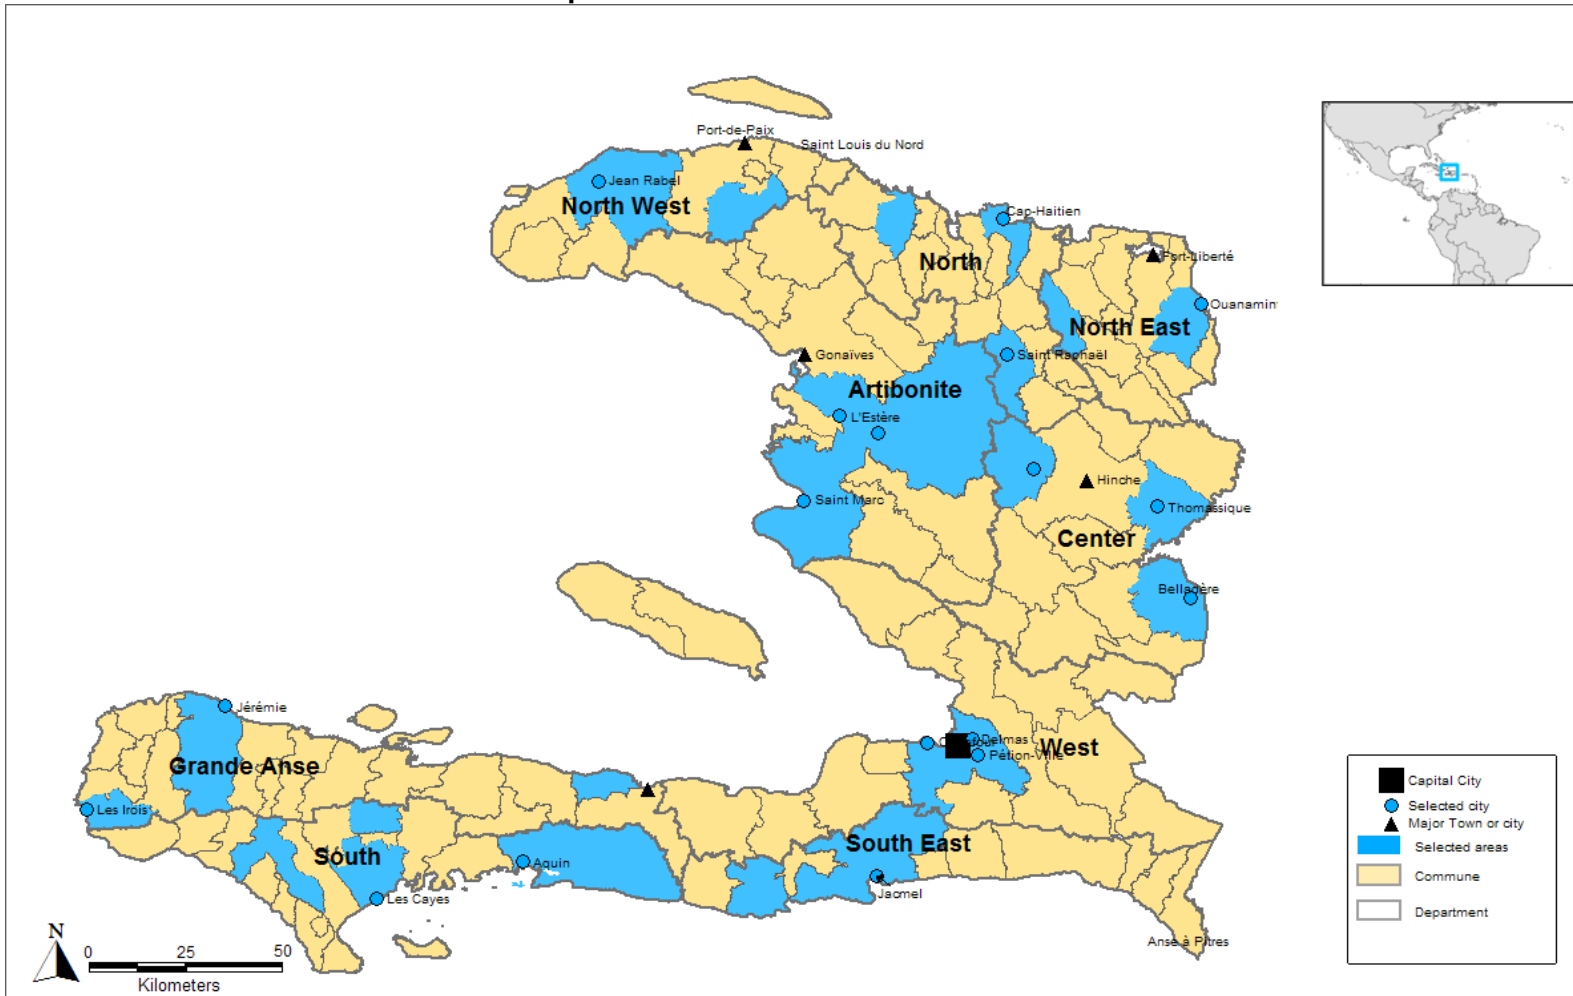 Port-de-Paix
Saint Louis du Nord
Jean Rabel
North West
Cap-Haitien
North
Fort-Liberté
Ouanamin
North East
Gonaïves
Saint Raphaël
Artibonite
L'Estère
Hinche
Saint Marc
Thomassique
Center
Belladère
Jérémie
Delmas
West
Pétion-Ville
Grande Anse
Les Irois
South East
South
Aquin
Jacmel
Les Cayes
Anse à Pitres
N
0 25 50
Kilometers
Capital City
Selected city
Major Town or city
Selected areas
Commune
Department